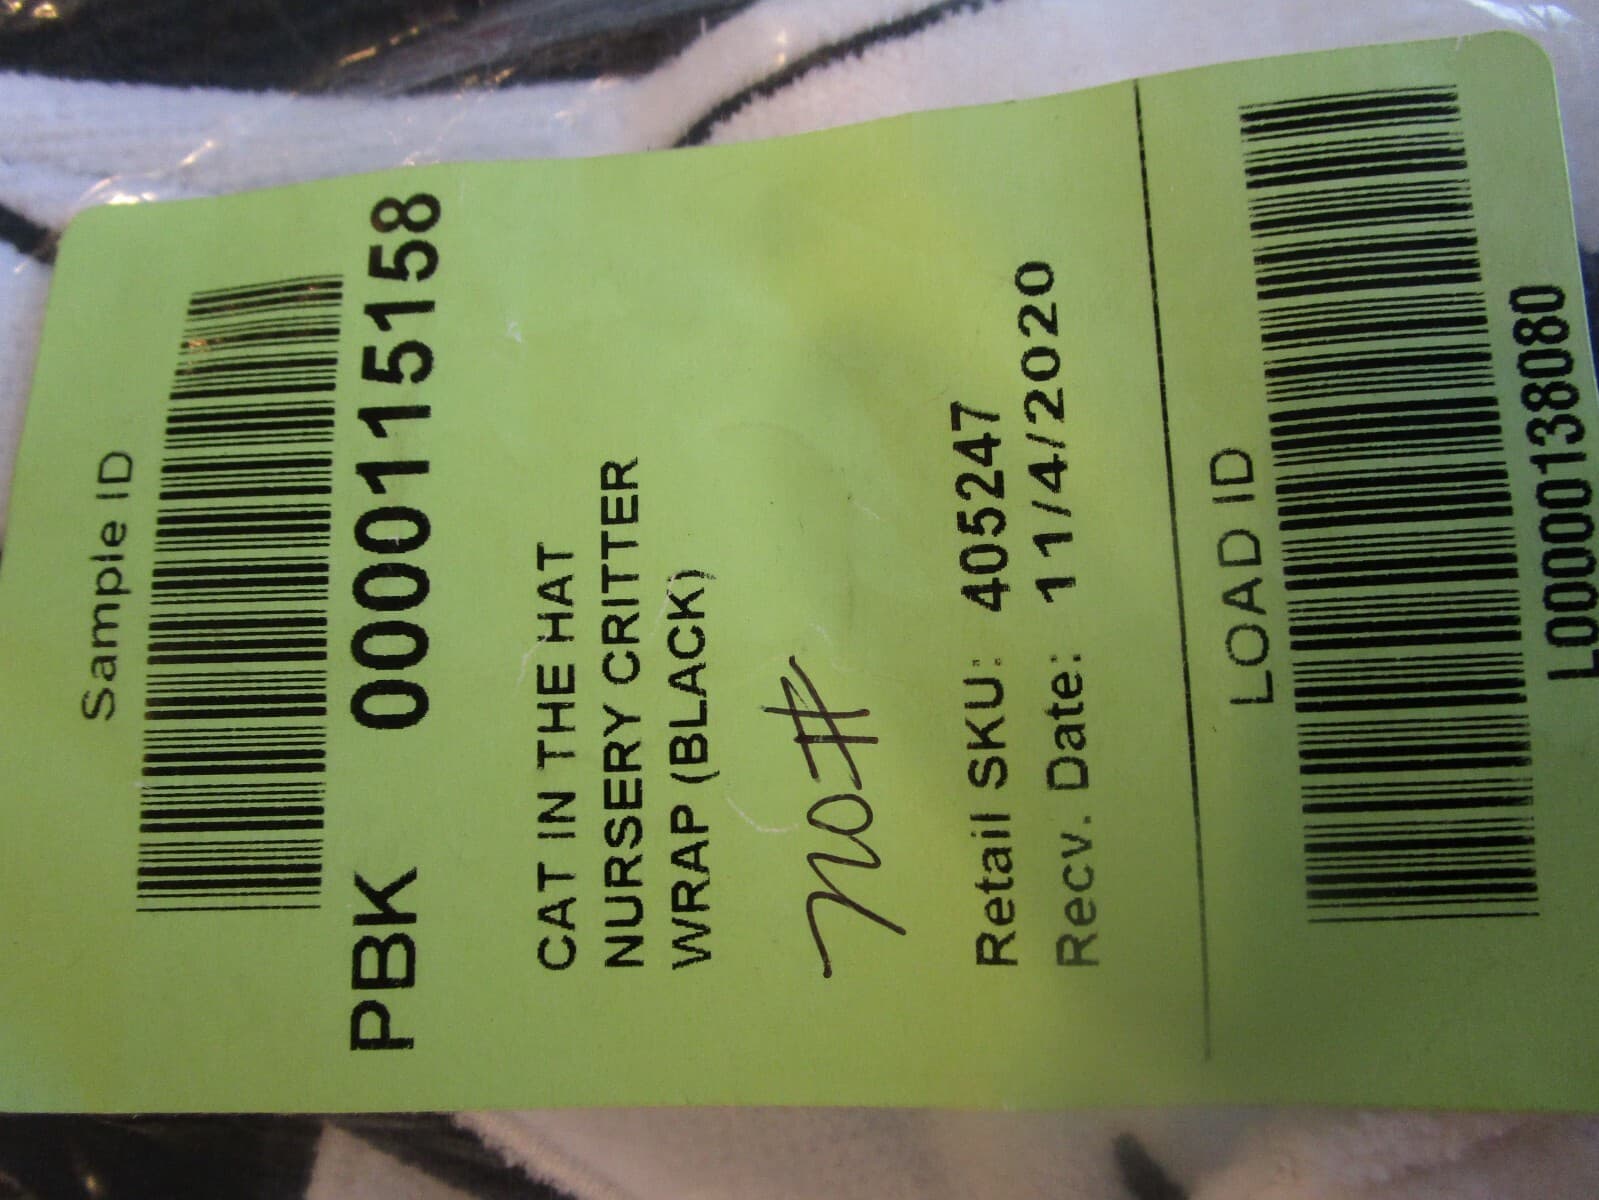 Sample ID
PBK 000115158
CAT IN THE HAT
NURSERY CRITTER
WRAP (BLACK)
no#
Retail SKU: 405247
Recv. Date: 11/4/2020
LOAD ID
L00000138080